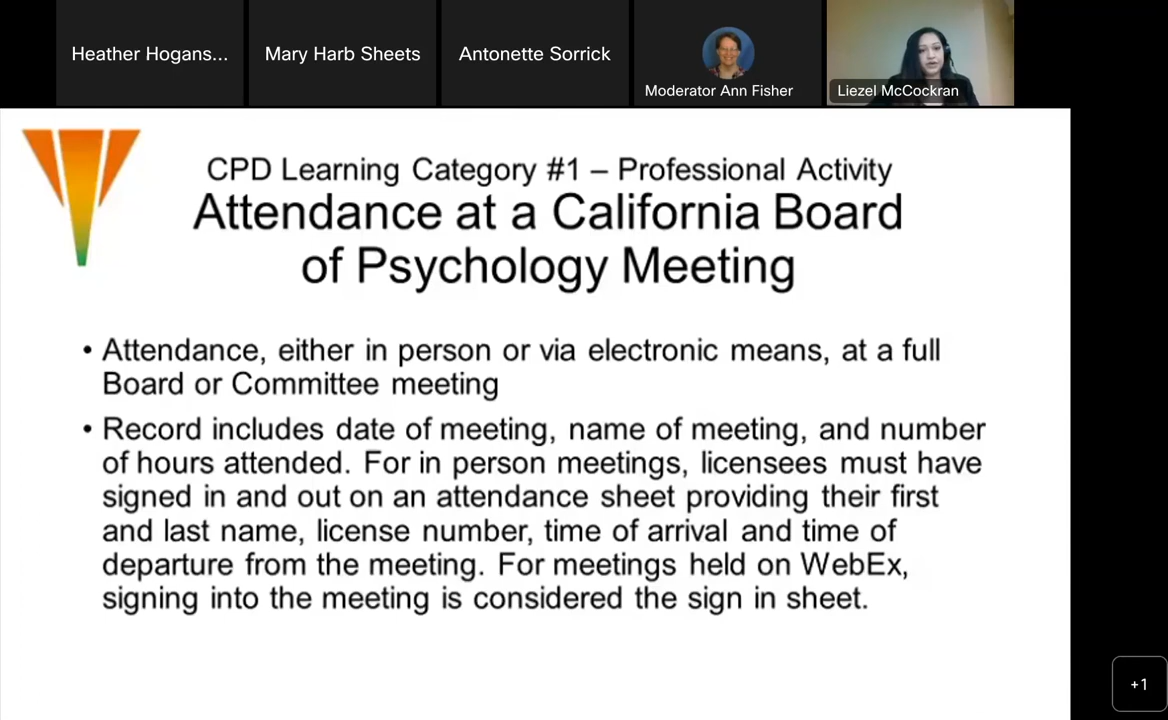 Heather Hogans...
Mary Harb Sheets
Antonette Sorrick
Moderator Ann Fisher
Liezel McCockran
CPD Learning Category #1 – Professional Activity
Attendance at a California Board
of Psychology Meeting
• Attendance, either in person or via electronic means, at a full
Board or Committee meeting
• Record includes date of meeting, name of meeting, and number
of hours attended. For in person meetings, licensees must have
signed in and out on an attendance sheet providing their first
and last name, license number, time of arrival and time of
departure from the meeting. For meetings held on WebEx,
signing into the meeting is considered the sign in sheet.
+1